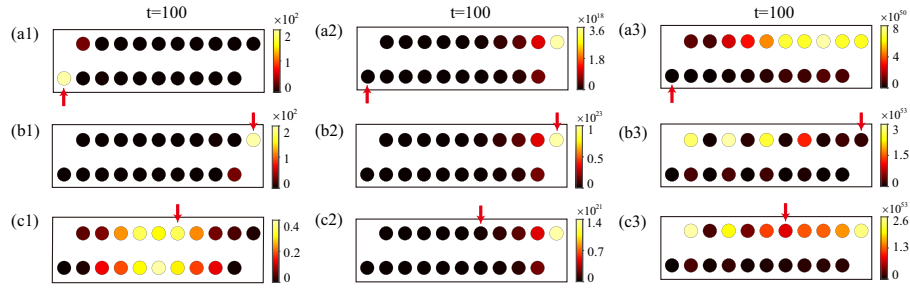 t=100 t=100 t=100
(a1) ×10² 2 1 0 (a2) ×10¹⁸ 3.6 1.8 0 (a3) ×10⁵⁰ 8 4 0
(b1) ×10² 2 1 0 (b2) ×10²³ 1 0.5 0 (b3) ×10⁵³ 3 1.5 0
(c1) 0.4 0.2 0 (c2) ×10²¹ 1.4 0.7 0 (c3) ×10⁵³ 2.6 1.3 0